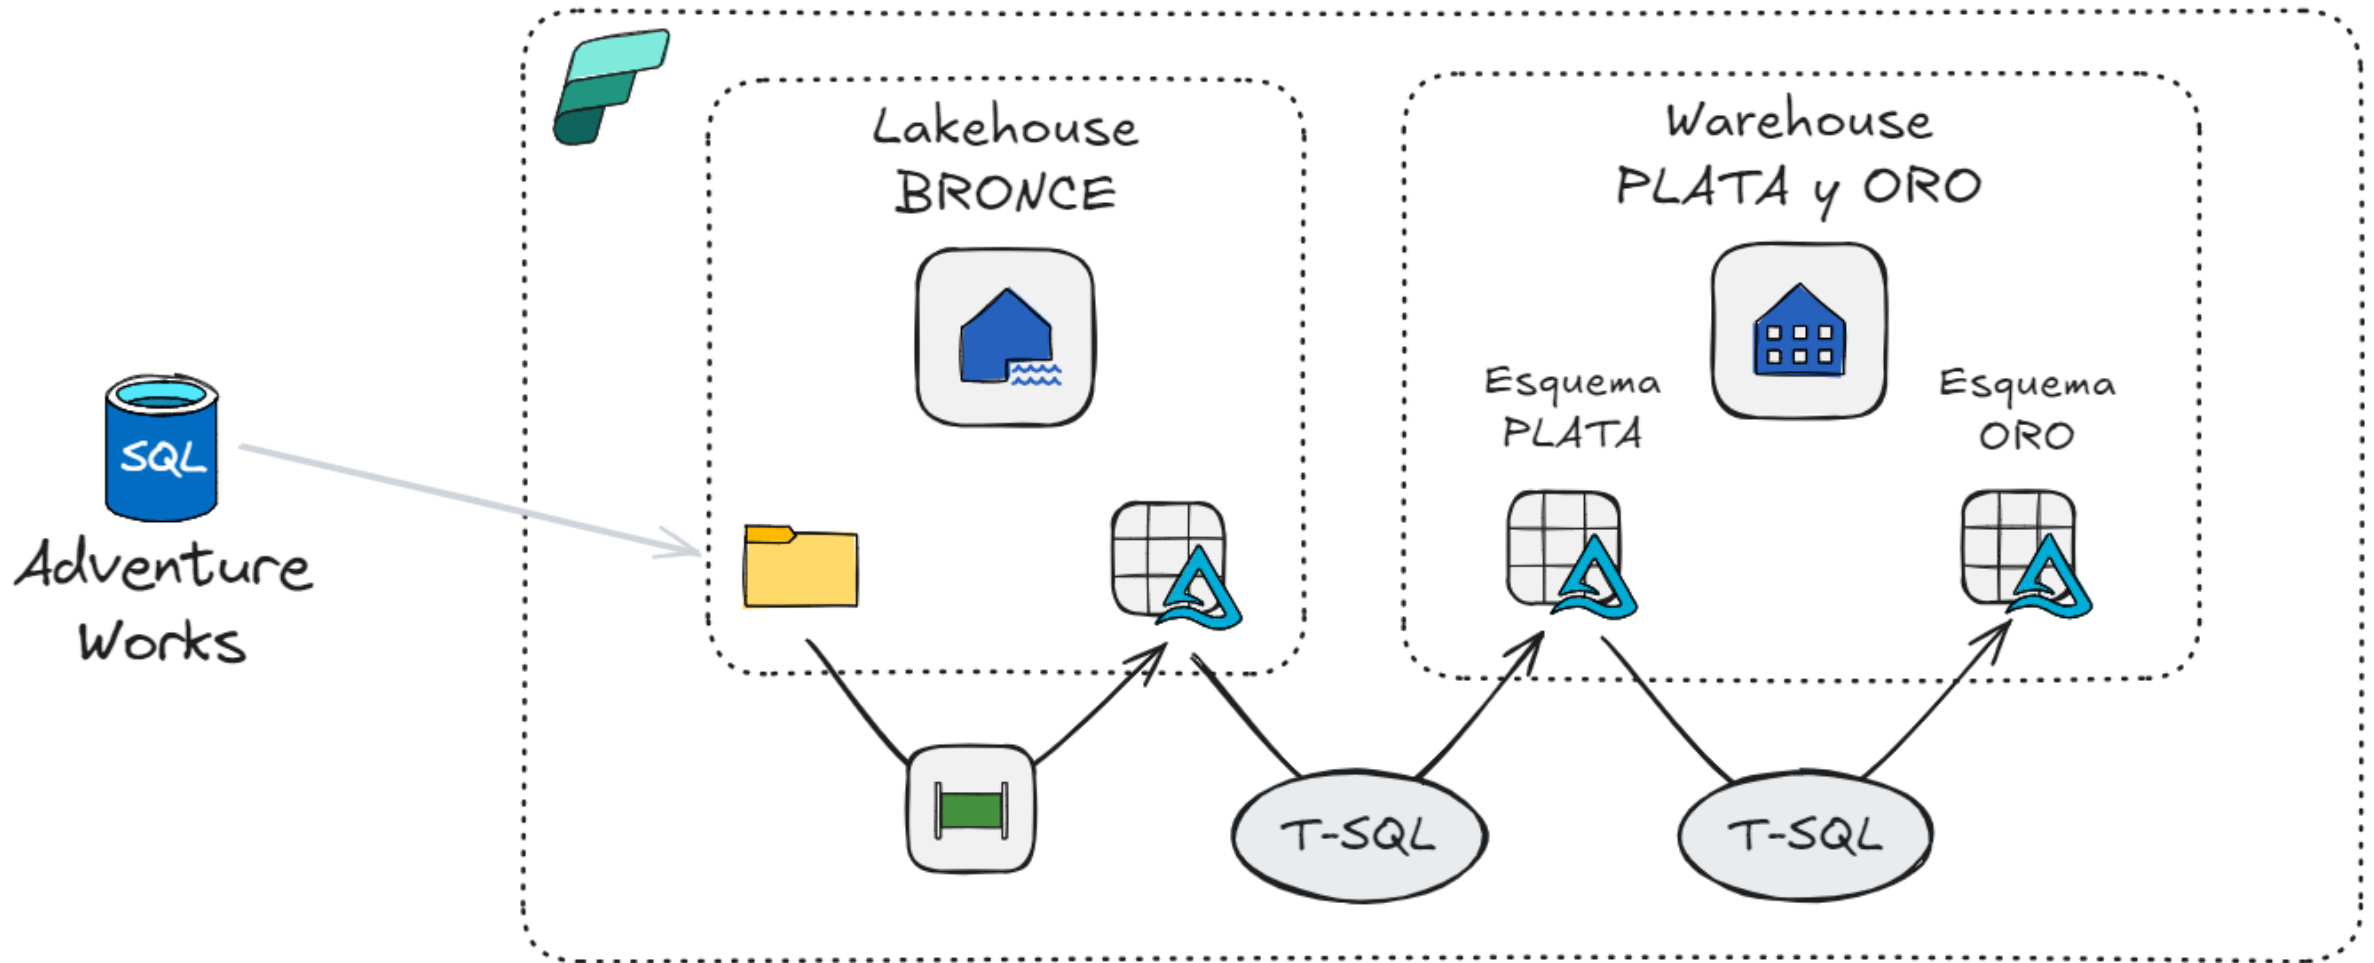 Lakehouse
BRONCE
Warehouse
PLATA y ORO
Esquema
PLATA
Esquema
ORO
SQL
Adventure
Works
T-SQL
T-SQL